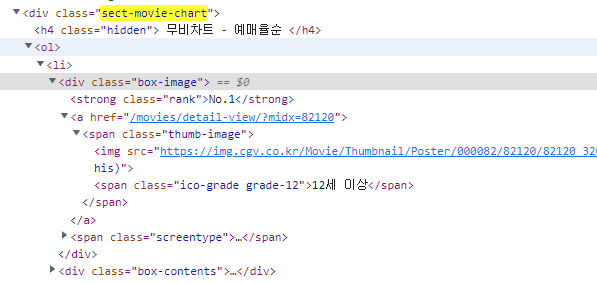 ▼<div class="sect-movie-chart">
<h4 class="hidden"> 무비차트 - 예매율순 </h4>
▼<ol>
▼<li>
▼<div class="box-image"> == $0
<strong class="rank">No.1</strong>
▼<a href="/movies/detail-view/?midx=82120">
▼<span class="thumb-image">
<img src="https://img.cgv.co.kr/Movie/Thumbnail/Poster/000082/82120/82120_320
his)">
<span class="ico-grade grade-12">12세 이상</span>
</span>
</a>
▶<span class="screentype">…</span>
</div>
▶<div class="box-contents">…</div>